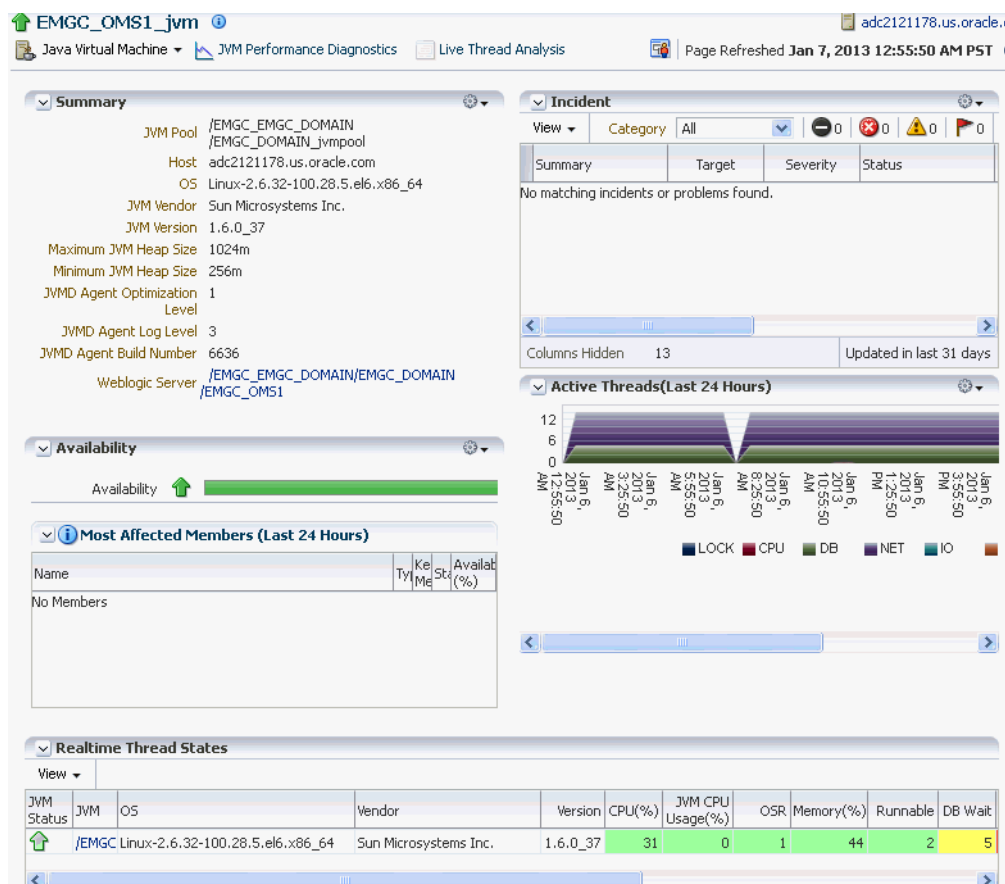 EMGC_OMS1_jvm
adc2121178.us.oracle.
Java Virtual Machine
JVM Performance Diagnostics
Live Thread Analysis
Page Refreshed Jan 7, 2013 12:55:50 AM PST
Summary
JVM Pool /EMGC_EMGC_DOMAIN
/EMGC_DOMAIN_jvmpool
Host adc2121178.us.oracle.com
OS Linux-2.6.32-100.28.5.el6.x86_64
JVM Vendor Sun Microsystems Inc.
JVM Version 1.6.0_37
Maximum JVM Heap Size 1024m
Minimum JVM Heap Size 256m
JVMD Agent Optimization 1
Level
JVMD Agent Log Level 3
JVMD Agent Build Number 6636
Weblogic Server /EMGC_EMGC_DOMAIN/EMGC_DOMAIN
/EMGC_OMS1
Availability
Availability
Most Affected Members (Last 24 Hours)
Name Typ Ke Me Sta Availab (%)
No Members
Incident
View Category All 0 0 0 0
Summary Target Severity Status
No matching incidents or problems found.
Columns Hidden 13 Updated in last 31 days
Active Threads(Last 24 Hours)
12
6
0
Jan 6, 2013 12:55:50 AM
Jan 6, 2013 3:25:50 AM
Jan 6, 2013 5:55:50 AM
Jan 6, 2013 8:25:50 AM
Jan 6, 2013 10:55:50 AM
Jan 6, 2013 1:25:50 PM
Jan 6, 2013 3:55:50 PM
LOCK CPU DB NET IO
Realtime Thread States
View
JVM Status JVM OS Vendor Version CPU(%) JVM CPU Usage(%) OSR Memory(%) Runnable DB Wait
/EMGC Linux-2.6.32-100.28.5.el6.x86_64 Sun Microsystems Inc. 1.6.0_37 31 0 1 44 2 5